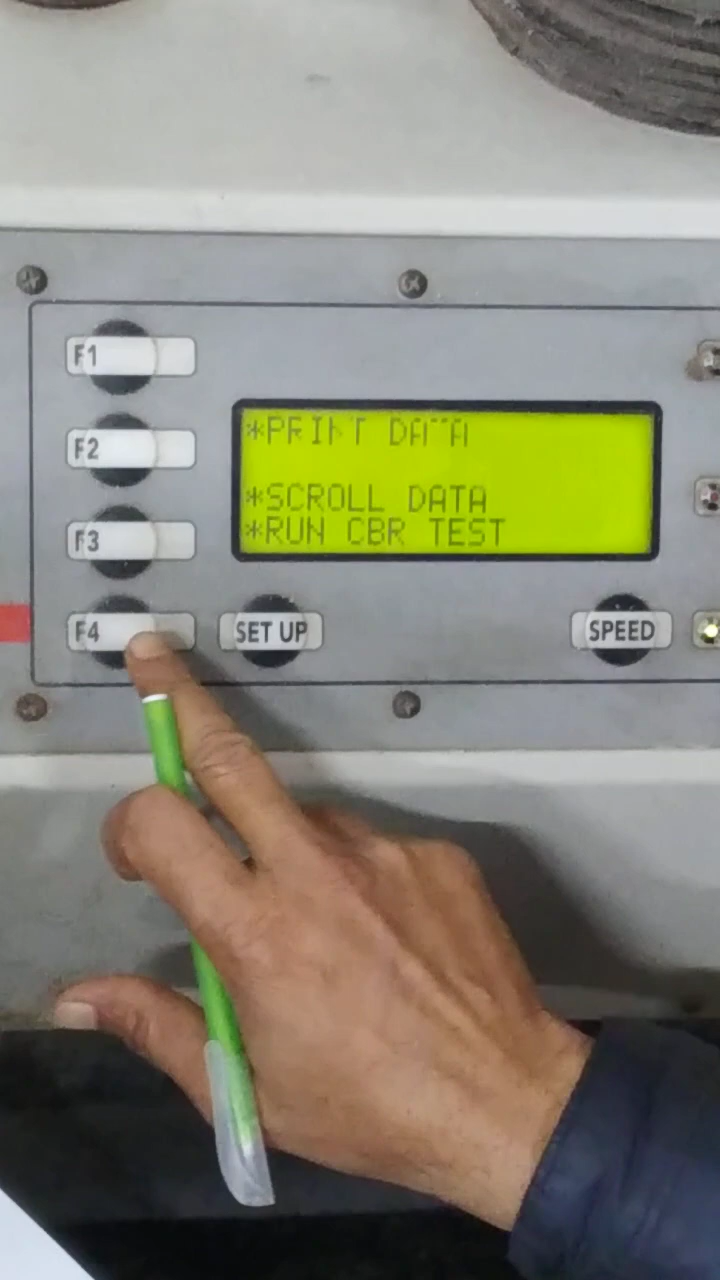 F1
F2
*PRINT DATA
*SCROLL DATA
F3
*RUN CBR TEST
F4
SET UP
SPEED